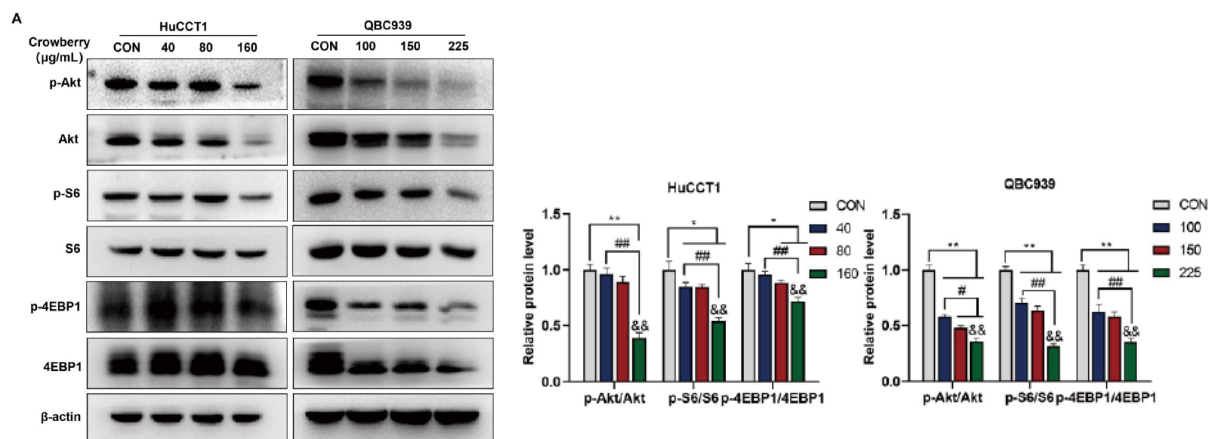 A
HuCCT1
QBC939
Crowberry
(μg/mL)
CON 40 80 160
CON 100 150 225
p-Akt
Akt
p-S6
S6
p-4EBP1
4EBP1
β-actin
HuCCT1
Relative protein level
1.5
1.0
0.5
0.0
** * *
## ## ##
&& && &&
p-Akt/Akt p-S6/S6 p-4EBP1/4EBP1
CON
40
80
160
QBC939
Relative protein level
1.5
1.0
0.5
0.0
** ** **
# ## ##
&& && &&
p-Akt/Akt p-S6/S6 p-4EBP1/4EBP1
CON
100
150
225